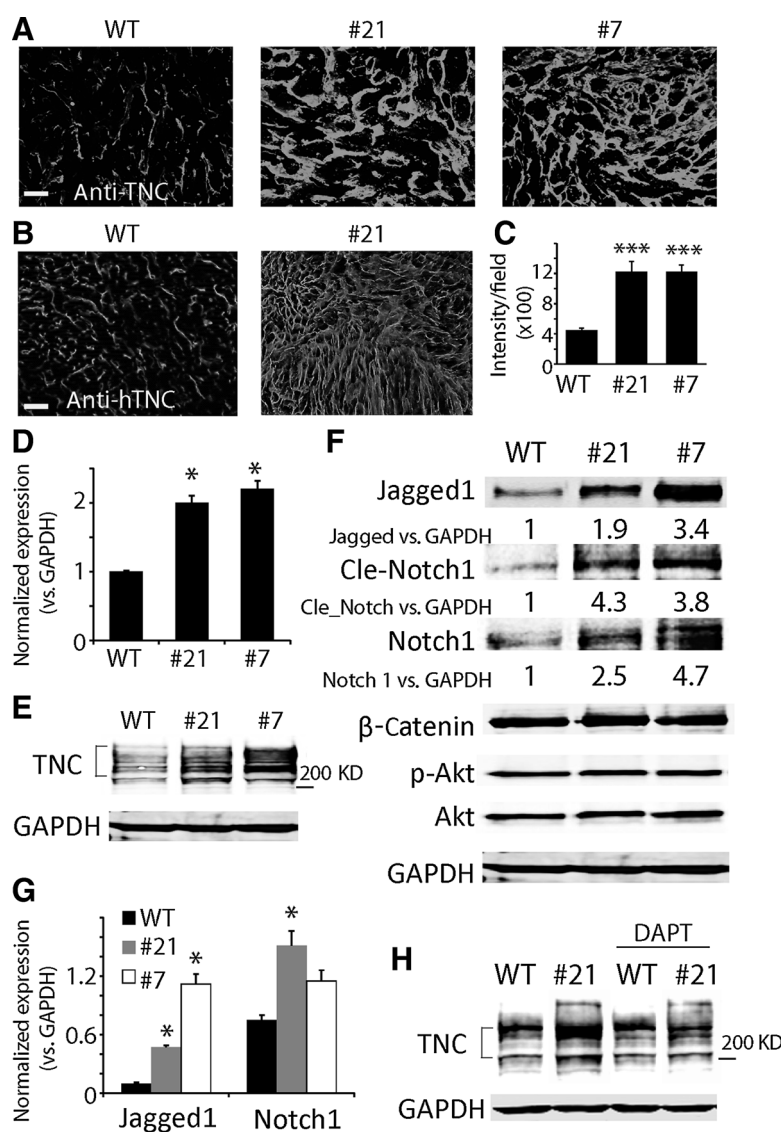 A
WT
#21
#7
Anti-TNC
B
WT
#21
Anti-hTNC
C
Intensity/field
(x100)
12
8
4
0
***
***
WT
#21
#7
D
Normalized expression
(vs. GAPDH)
2
1
0
*
*
WT
#21
#7
E
WT
#21
#7
TNC
200 KD
GAPDH
F
WT
#21
#7
Jagged1
Jagged vs. GAPDH 1 1.9 3.4
Cle-Notch1
Cle_Notch vs. GAPDH 1 4.3 3.8
Notch1
Notch 1 vs. GAPDH 1 2.5 4.7
β-Catenin
p-Akt
Akt
GAPDH
G
Normalized expression
(vs. GAPDH)
WT
#21
#7
1.2
0.6
0
*
*
*
Jagged1
Notch1
H
DAPT
WT #21 WT #21
TNC
200 KD
GAPDH